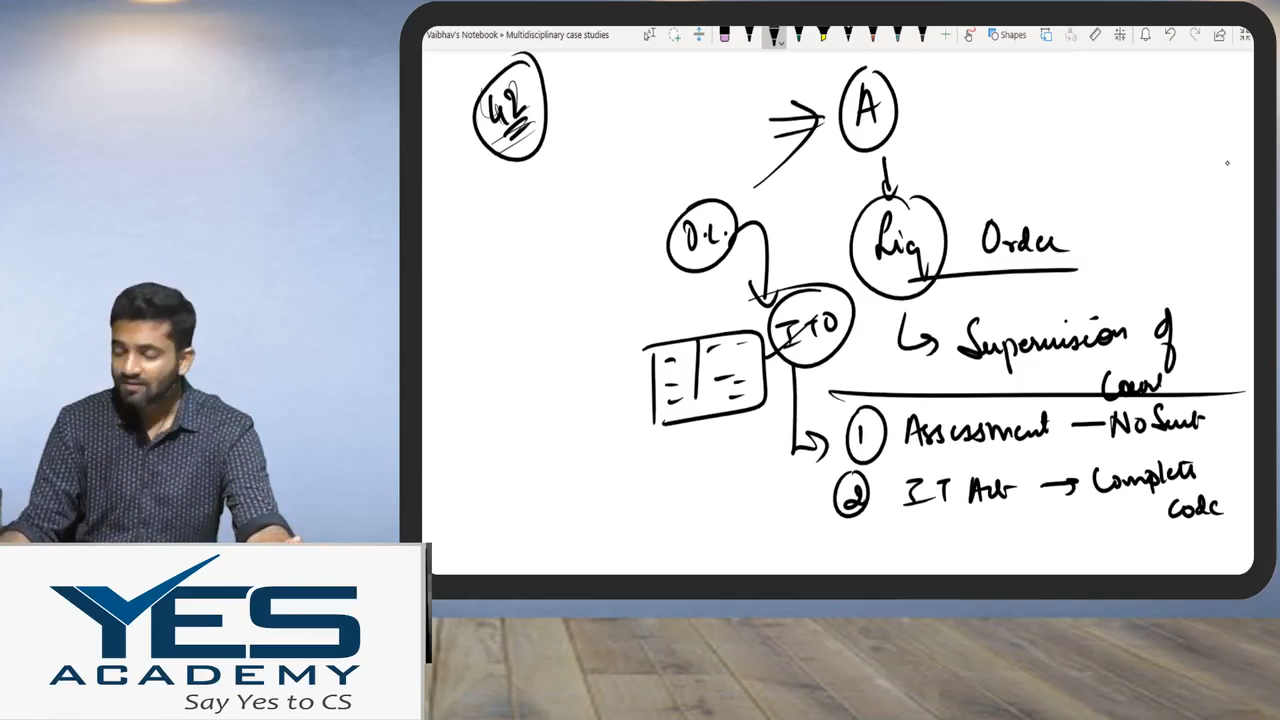 Vaibhav's Notebook » Multidisciplinary case studies
Shapes
42
A
O.L.
Liq Order
ITO
Supervision of
Court
1 Assessment — No Suit
2 IT Act → Complete
code
YES
ACADEMY
Say Yes to CS